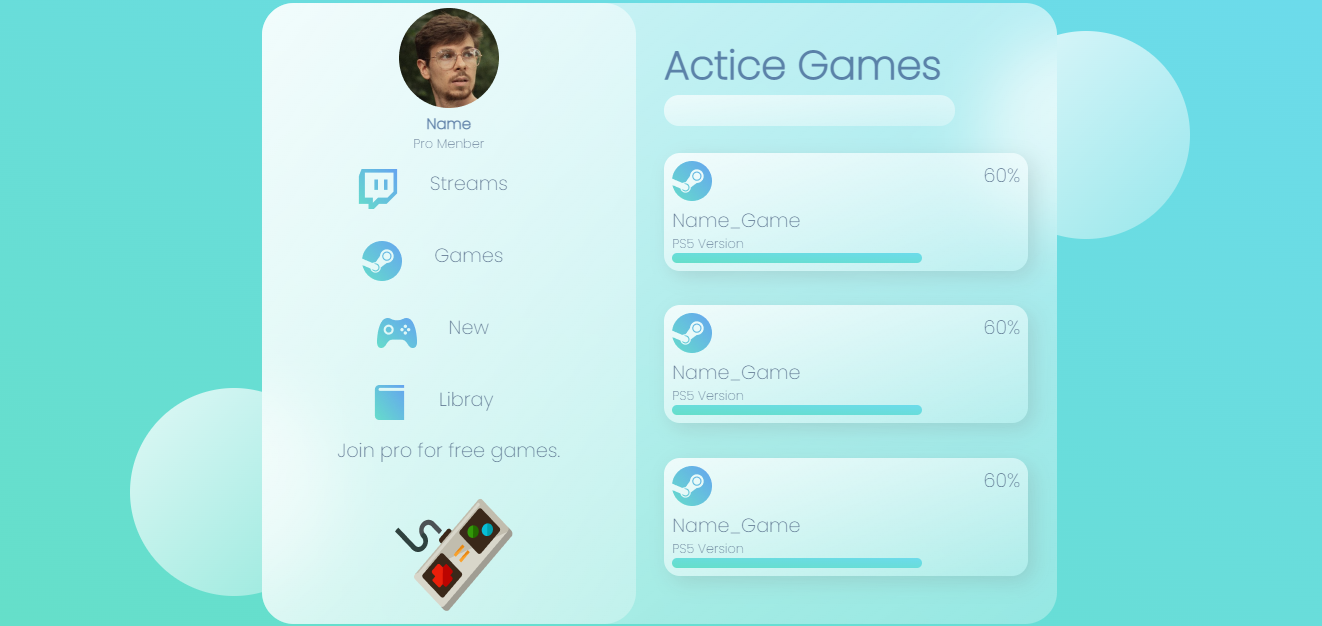 Name
Pro Menber
Streams
Games
New
Libray
Join pro for free games.
Actice Games
60%
Name_Game
PS5 Version
60%
Name_Game
PS5 Version
60%
Name_Game
PS5 Version